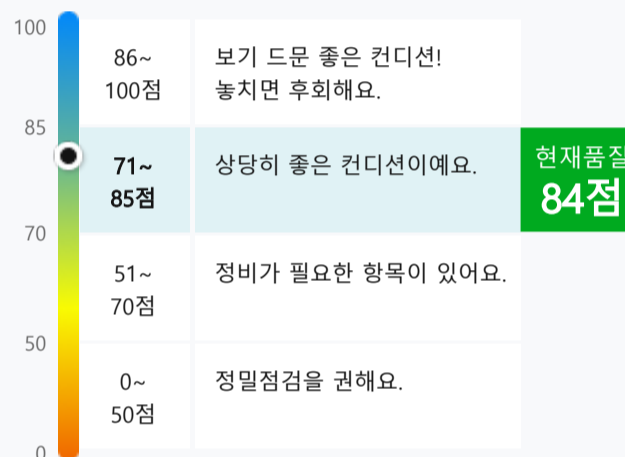 100
86~
100점
보기 드문 좋은 컨디션!
놓치면 후회해요.
85
71~
85점
상당히 좋은 컨디션이예요.
현재품질
84점
70
51~
70점
정비가 필요한 항목이 있어요.
50
0~
50점
정밀점검을 권해요.
0